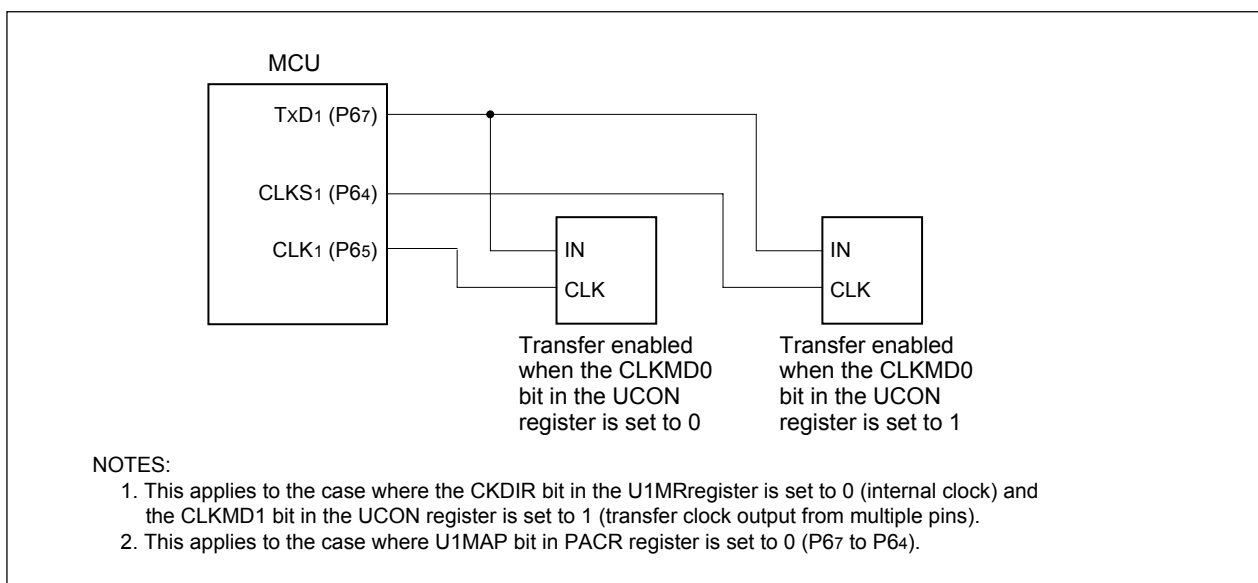 MCU
TxD1 (P67)
CLKS1 (P64)
CLK1 (P65)
IN
CLK
IN
CLK
Transfer enabled
when the CLKMD0
bit in the UCON
register is set to 0
Transfer enabled
when the CLKMD0
bit in the UCON
register is set to 1
NOTES:
1. This applies to the case where the CKDIR bit in the U1MRregister is set to 0 (internal clock) and
the CLKMD1 bit in the UCON register is set to 1 (transfer clock output from multiple pins).
2. This applies to the case where U1MAP bit in PACR register is set to 0 (P67 to P64).